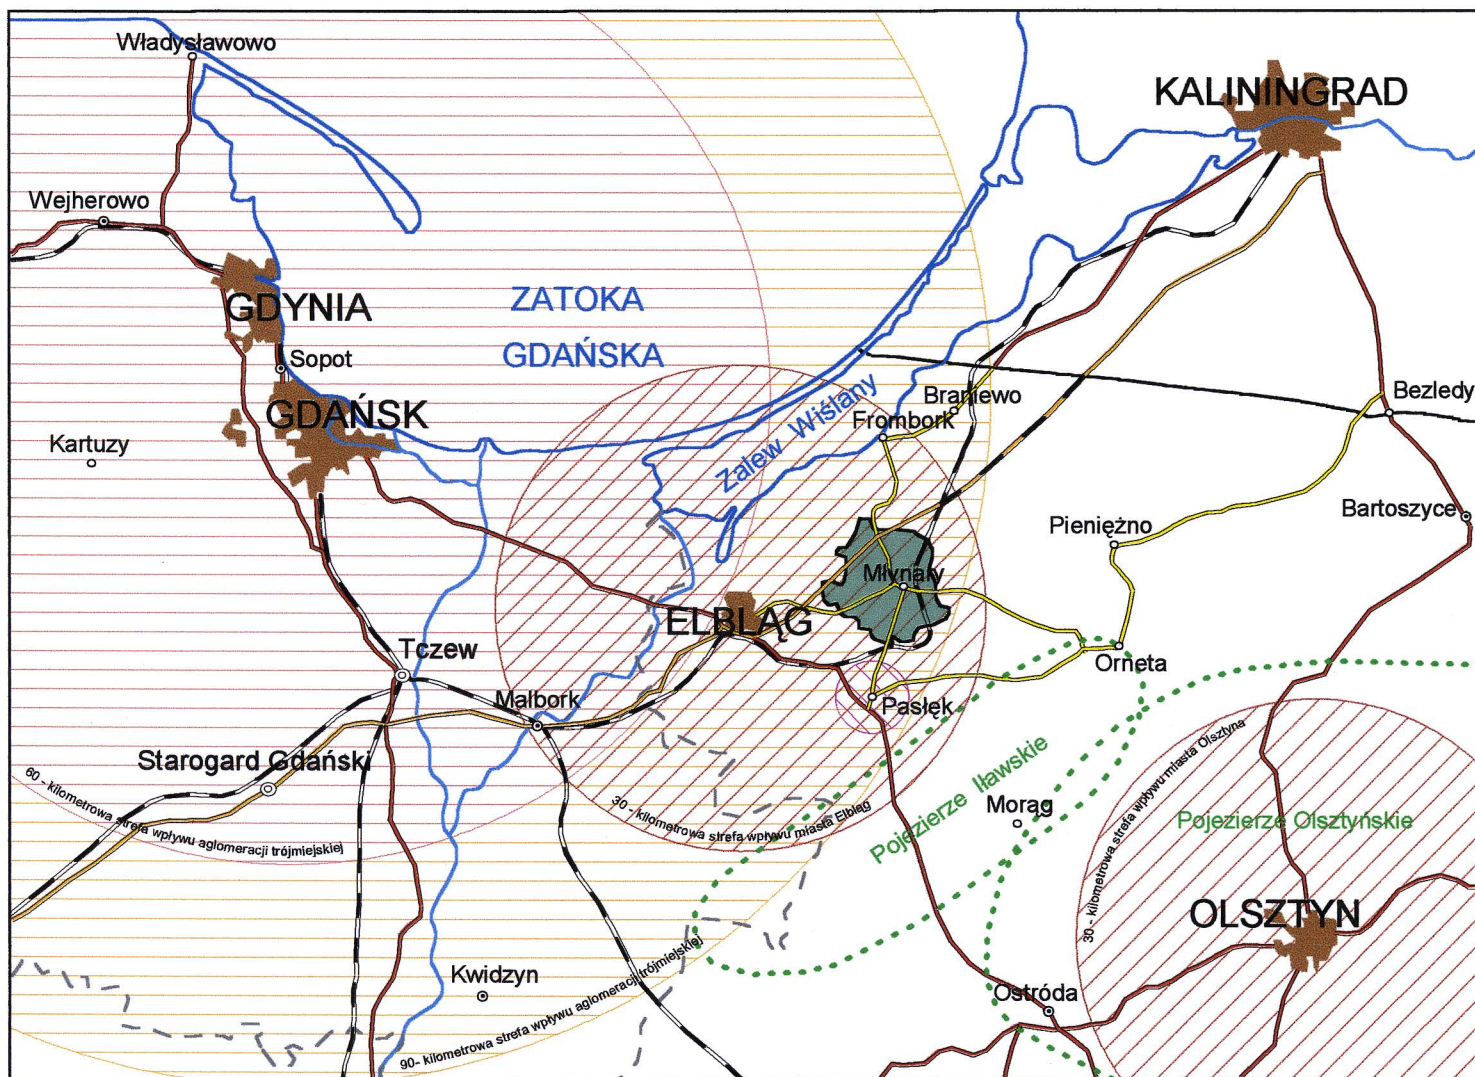 Władysławowo
KALININGRAD
Wejherowo
GDYNIA
ZATOKA
GDAŃSKA
Sopot
GDAŃSK
Kartuzy
Zalew Wiślany
Braniewo
Frombork
Bezledy
Bartoszyce
Pieniężno
Młynary
ELBLĄG
Orneta
Tczew
Pasłęk
Malbork
Starogard Gdański
60 - kilometrowa strefa wpływu aglomeracji trójmiejskiej
30 - kilometrowa strefa wpływu miasta Elbląg
Pojezierze Iławskie
Morąg
30 - kilometrowa strefa wpływu miasta Olsztyna
Pojezierze Olsztyńskie
OLSZTYN
Kwidzyn
90- kilometrowa strefa wpływu aglomeracji trójmiejskiej
Ostróda